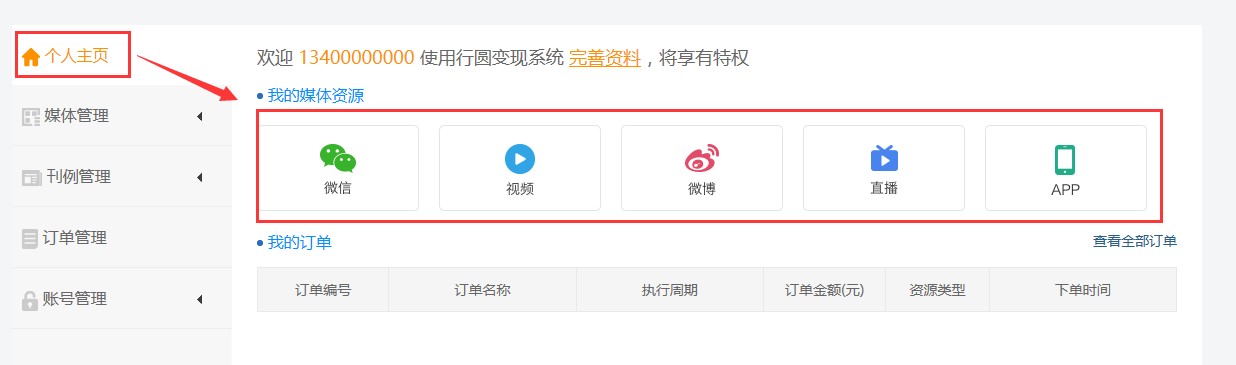 个人主页
媒体管理
刊例管理
订单管理
账号管理
欢迎 13400000000 使用行圆变现系统 完善资料，将享有特权
我的媒体资源
微信 视频 微博 直播 APP
我的订单 查看全部订单
订单编号 订单名称 执行周期 订单金额(元) 资源类型 下单时间